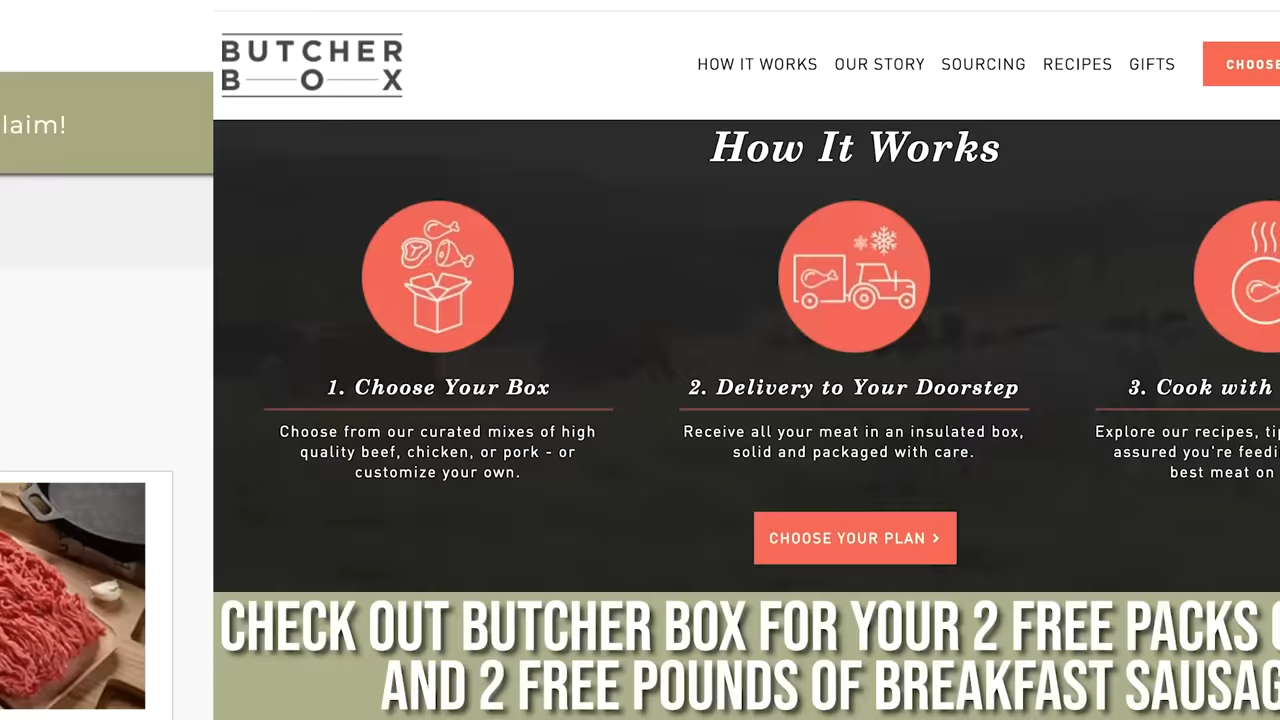 laim!
BUTCHER
BOX
HOW IT WORKS OUR STORY SOURCING RECIPES GIFTS CHOOSE
How It Works
1. Choose Your Box
Choose from our curated mixes of high
quality beef, chicken, or pork - or
customize your own.
2. Delivery to Your Doorstep
Receive all your meat in an insulated box,
solid and packaged with care.
3. Cook with
Explore our recipes, tip
assured you're feedi
best meat on
CHOOSE YOUR PLAN >
CHECK OUT BUTCHER BOX FOR YOUR 2 FREE PACKS
AND 2 FREE POUNDS OF BREAKFAST SAUSAG